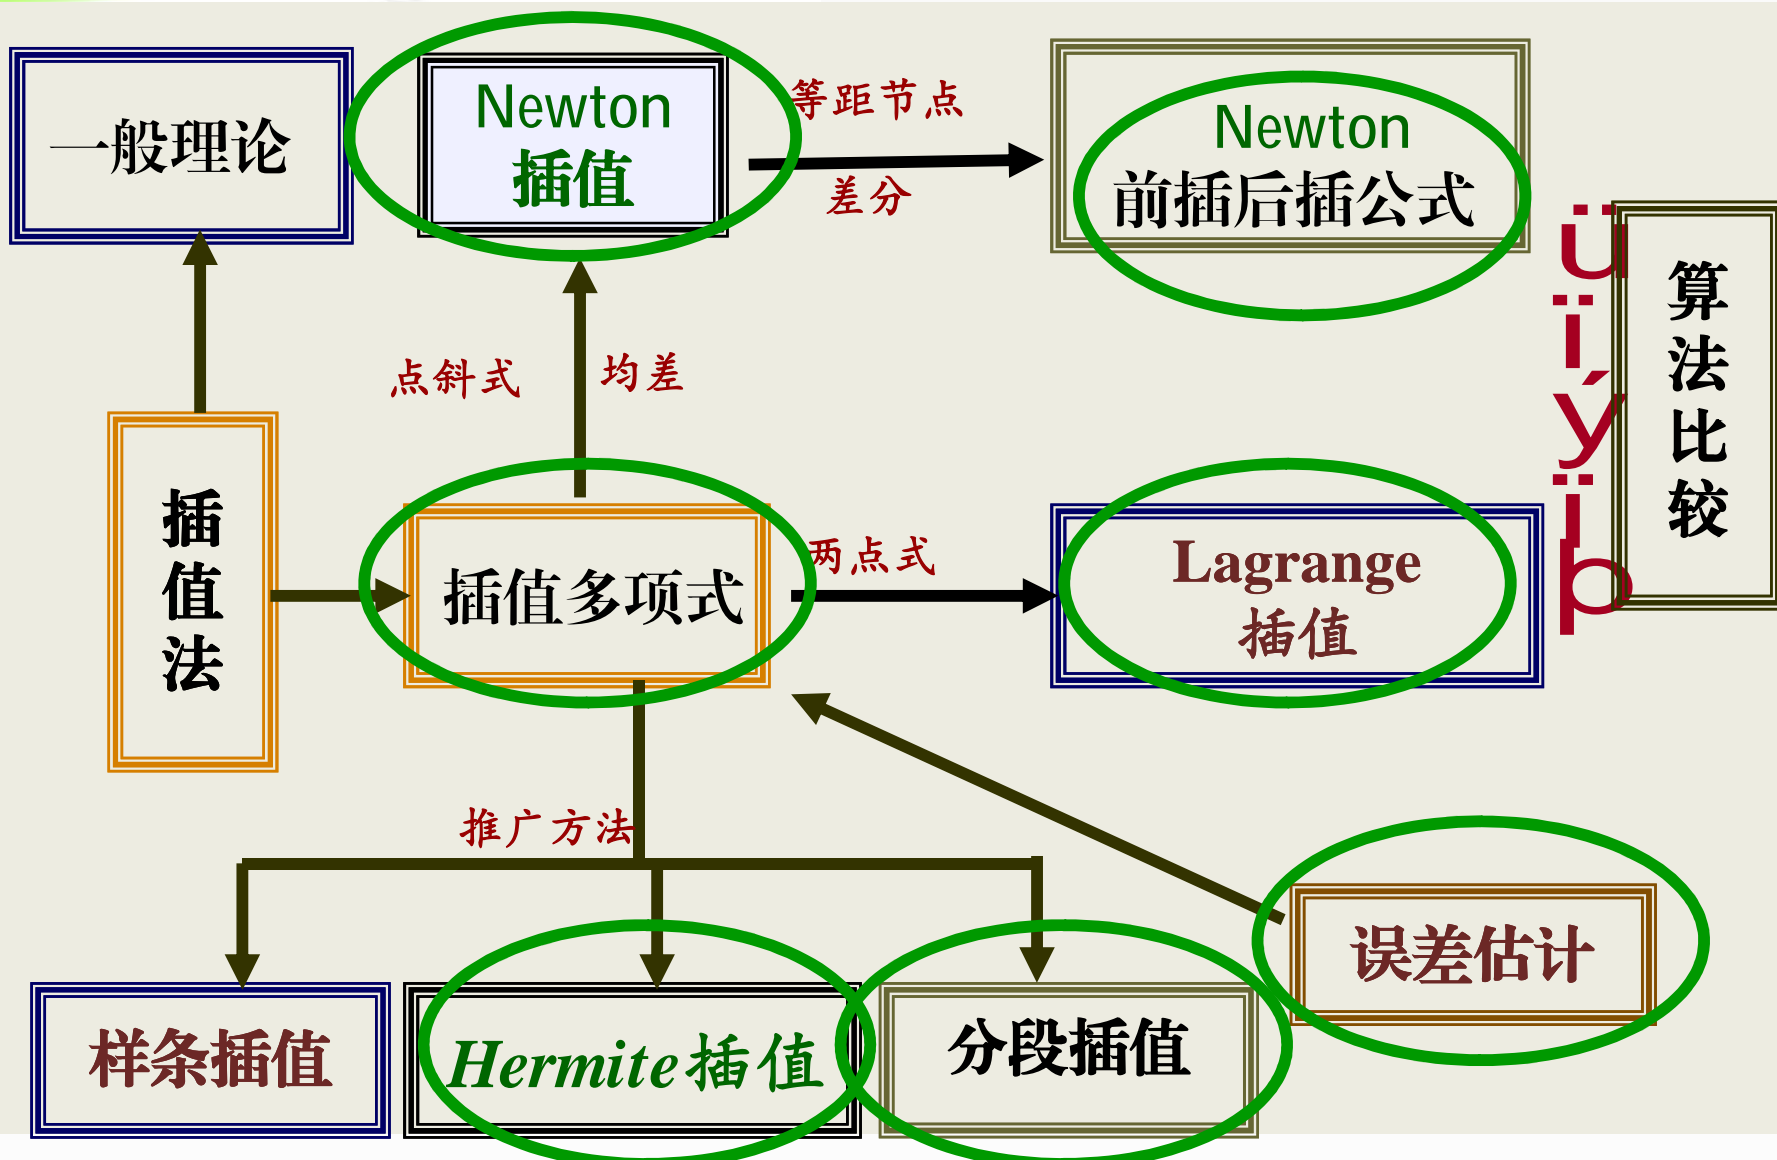 一般理论
Newton
插值
等距节点
差分
Newton
前插后插公式
点斜式
均差
插值法
插值多项式
两点式
Lagrange
插值
ü
ï
ý
ï
þ
算法比较
推广方法
误差估计
样条插值
Hermite插值
分段插值